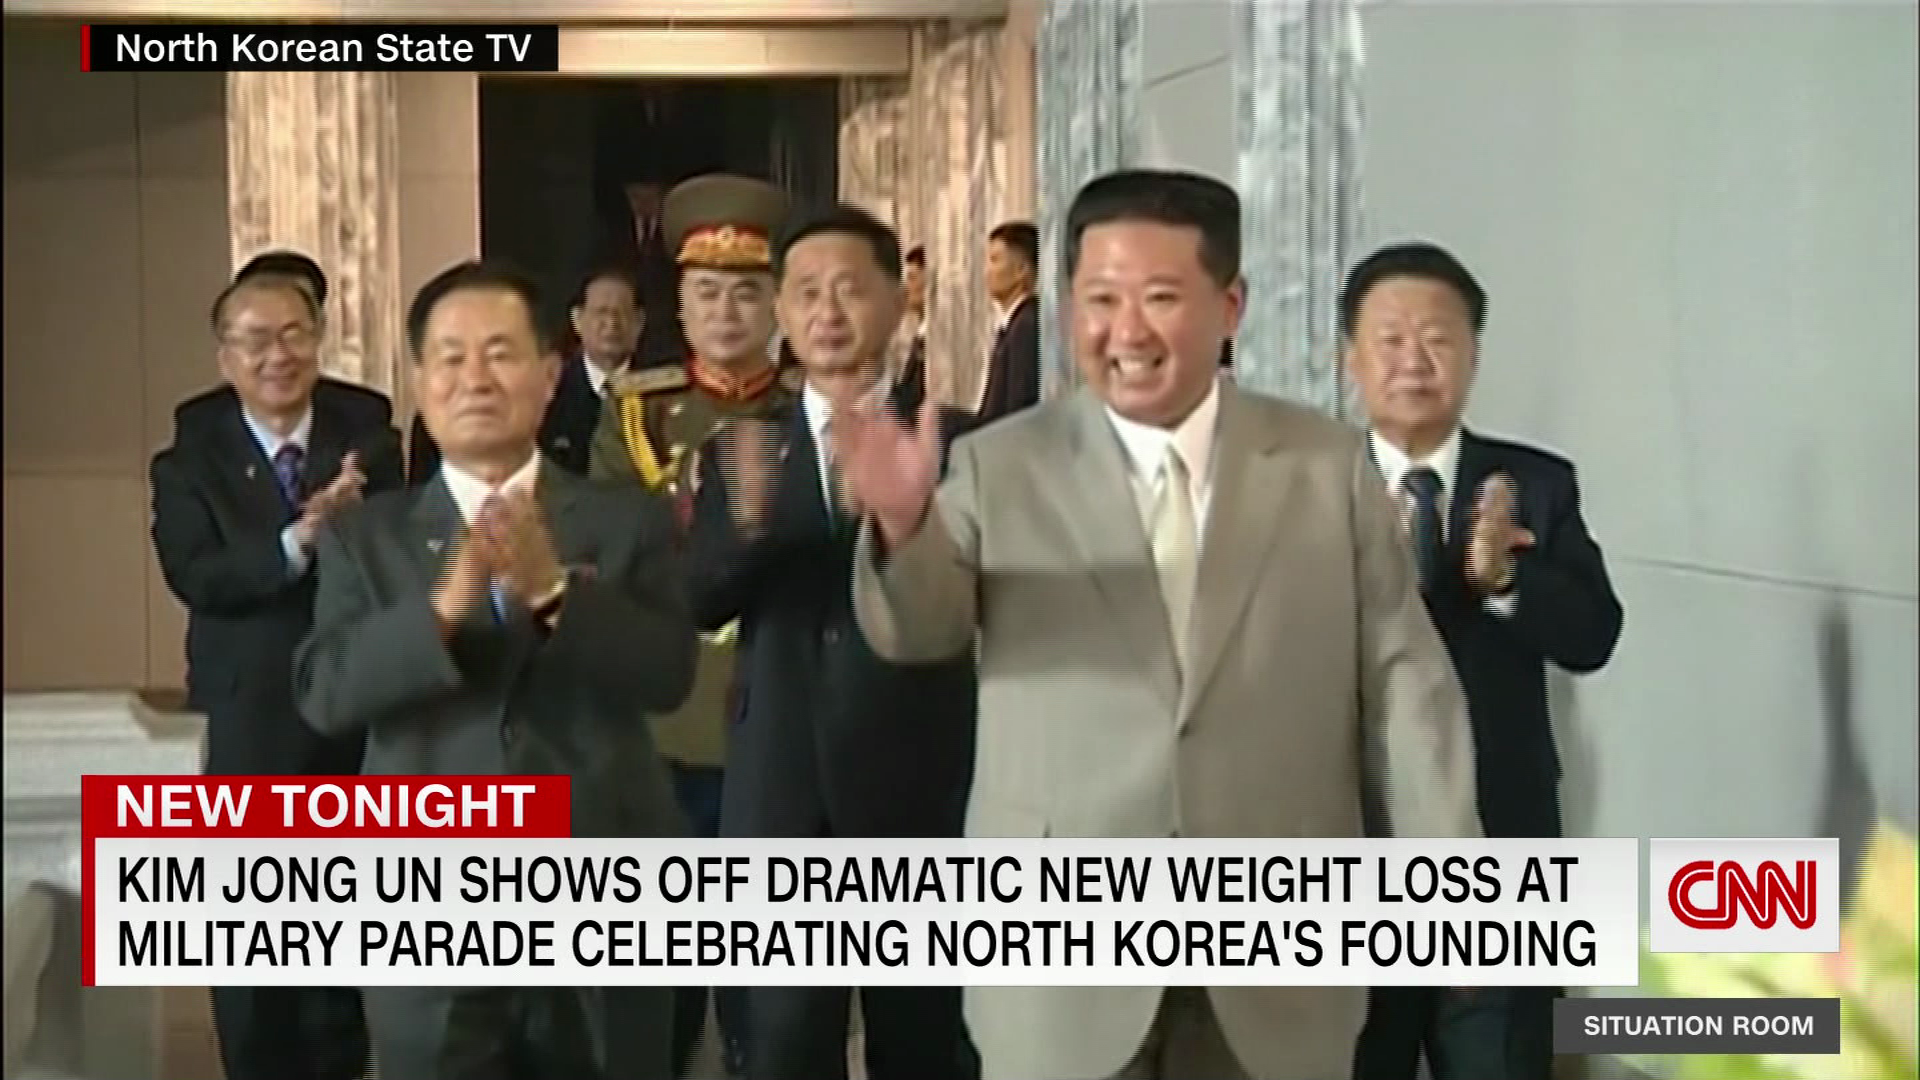 North Korean State TV
NEW TONIGHT
KIM JONG UN SHOWS OFF DRAMATIC NEW WEIGHT LOSS AT
MILITARY PARADE CELEBRATING NORTH KOREA'S FOUNDING
CNN
SITUATION ROOM